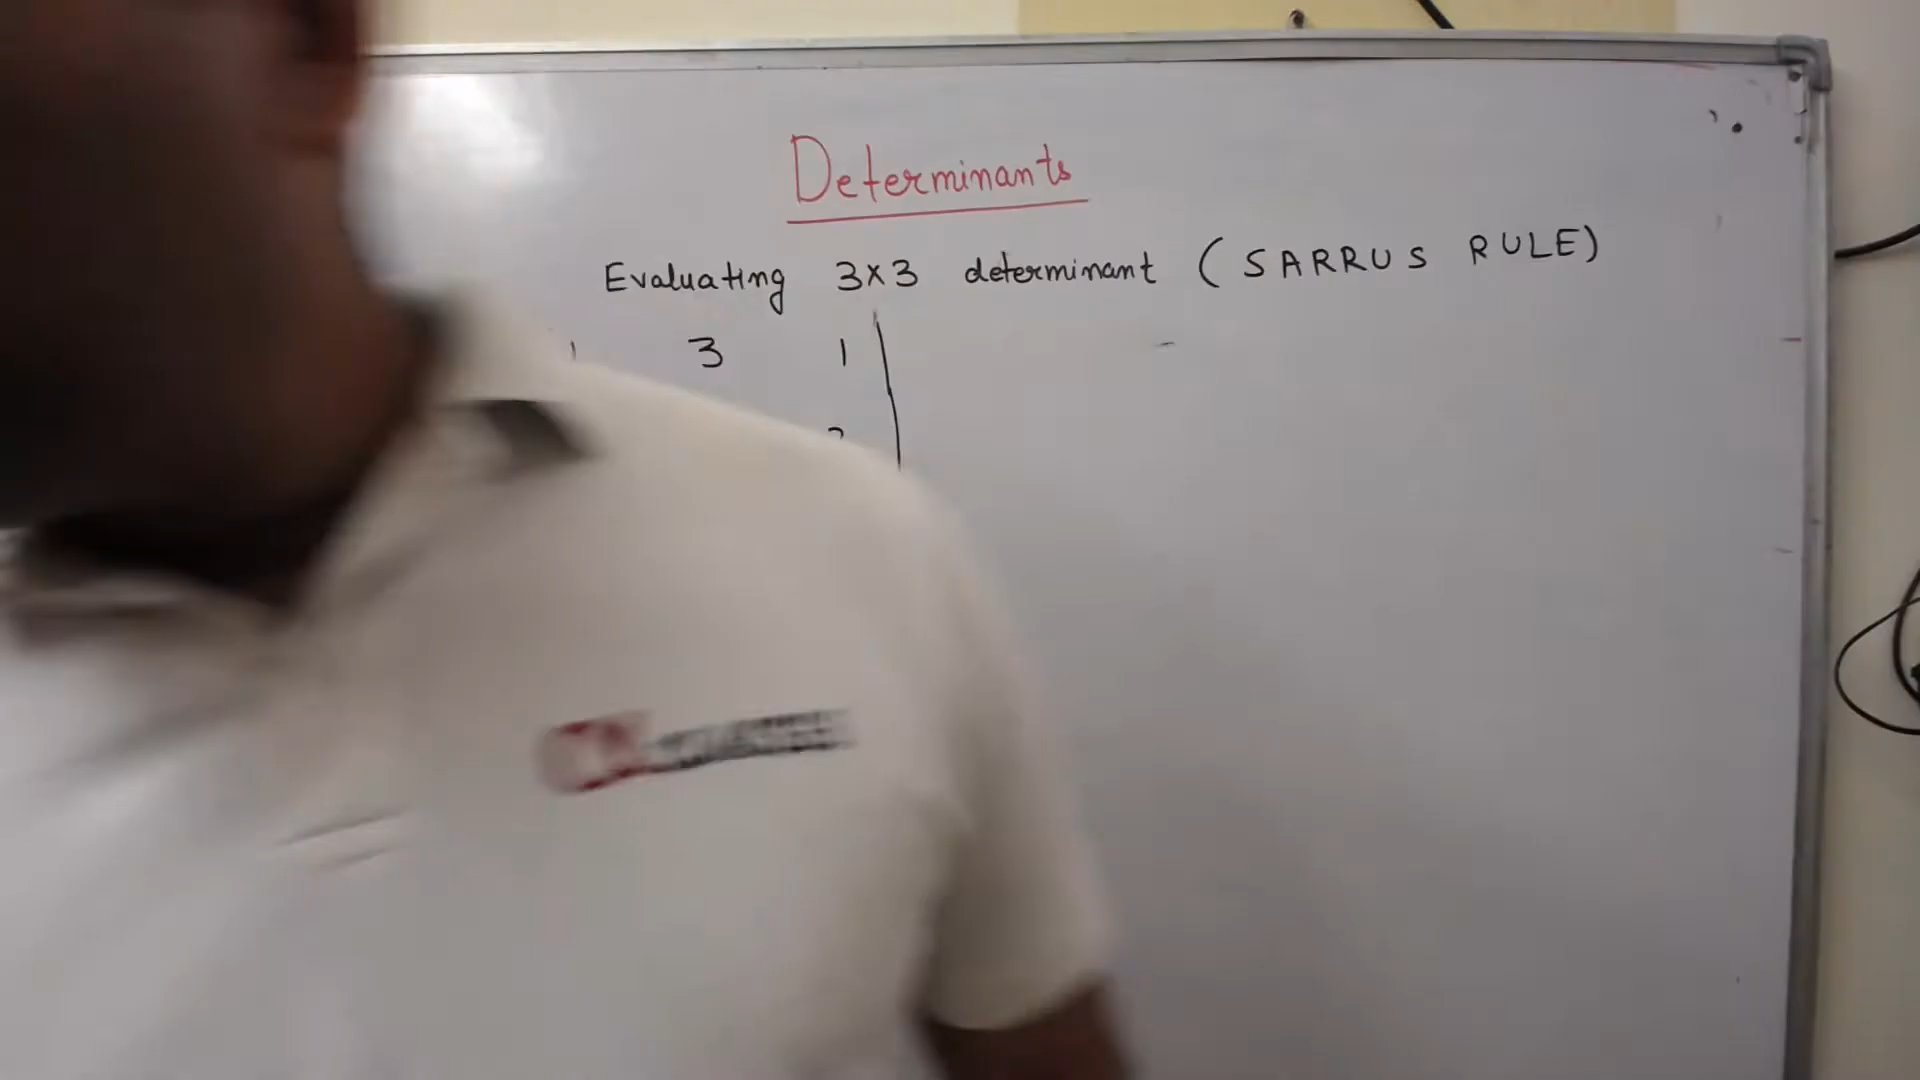 Determinants
Evaluating 3x3 determinant (SARRUS RULE)
3 1